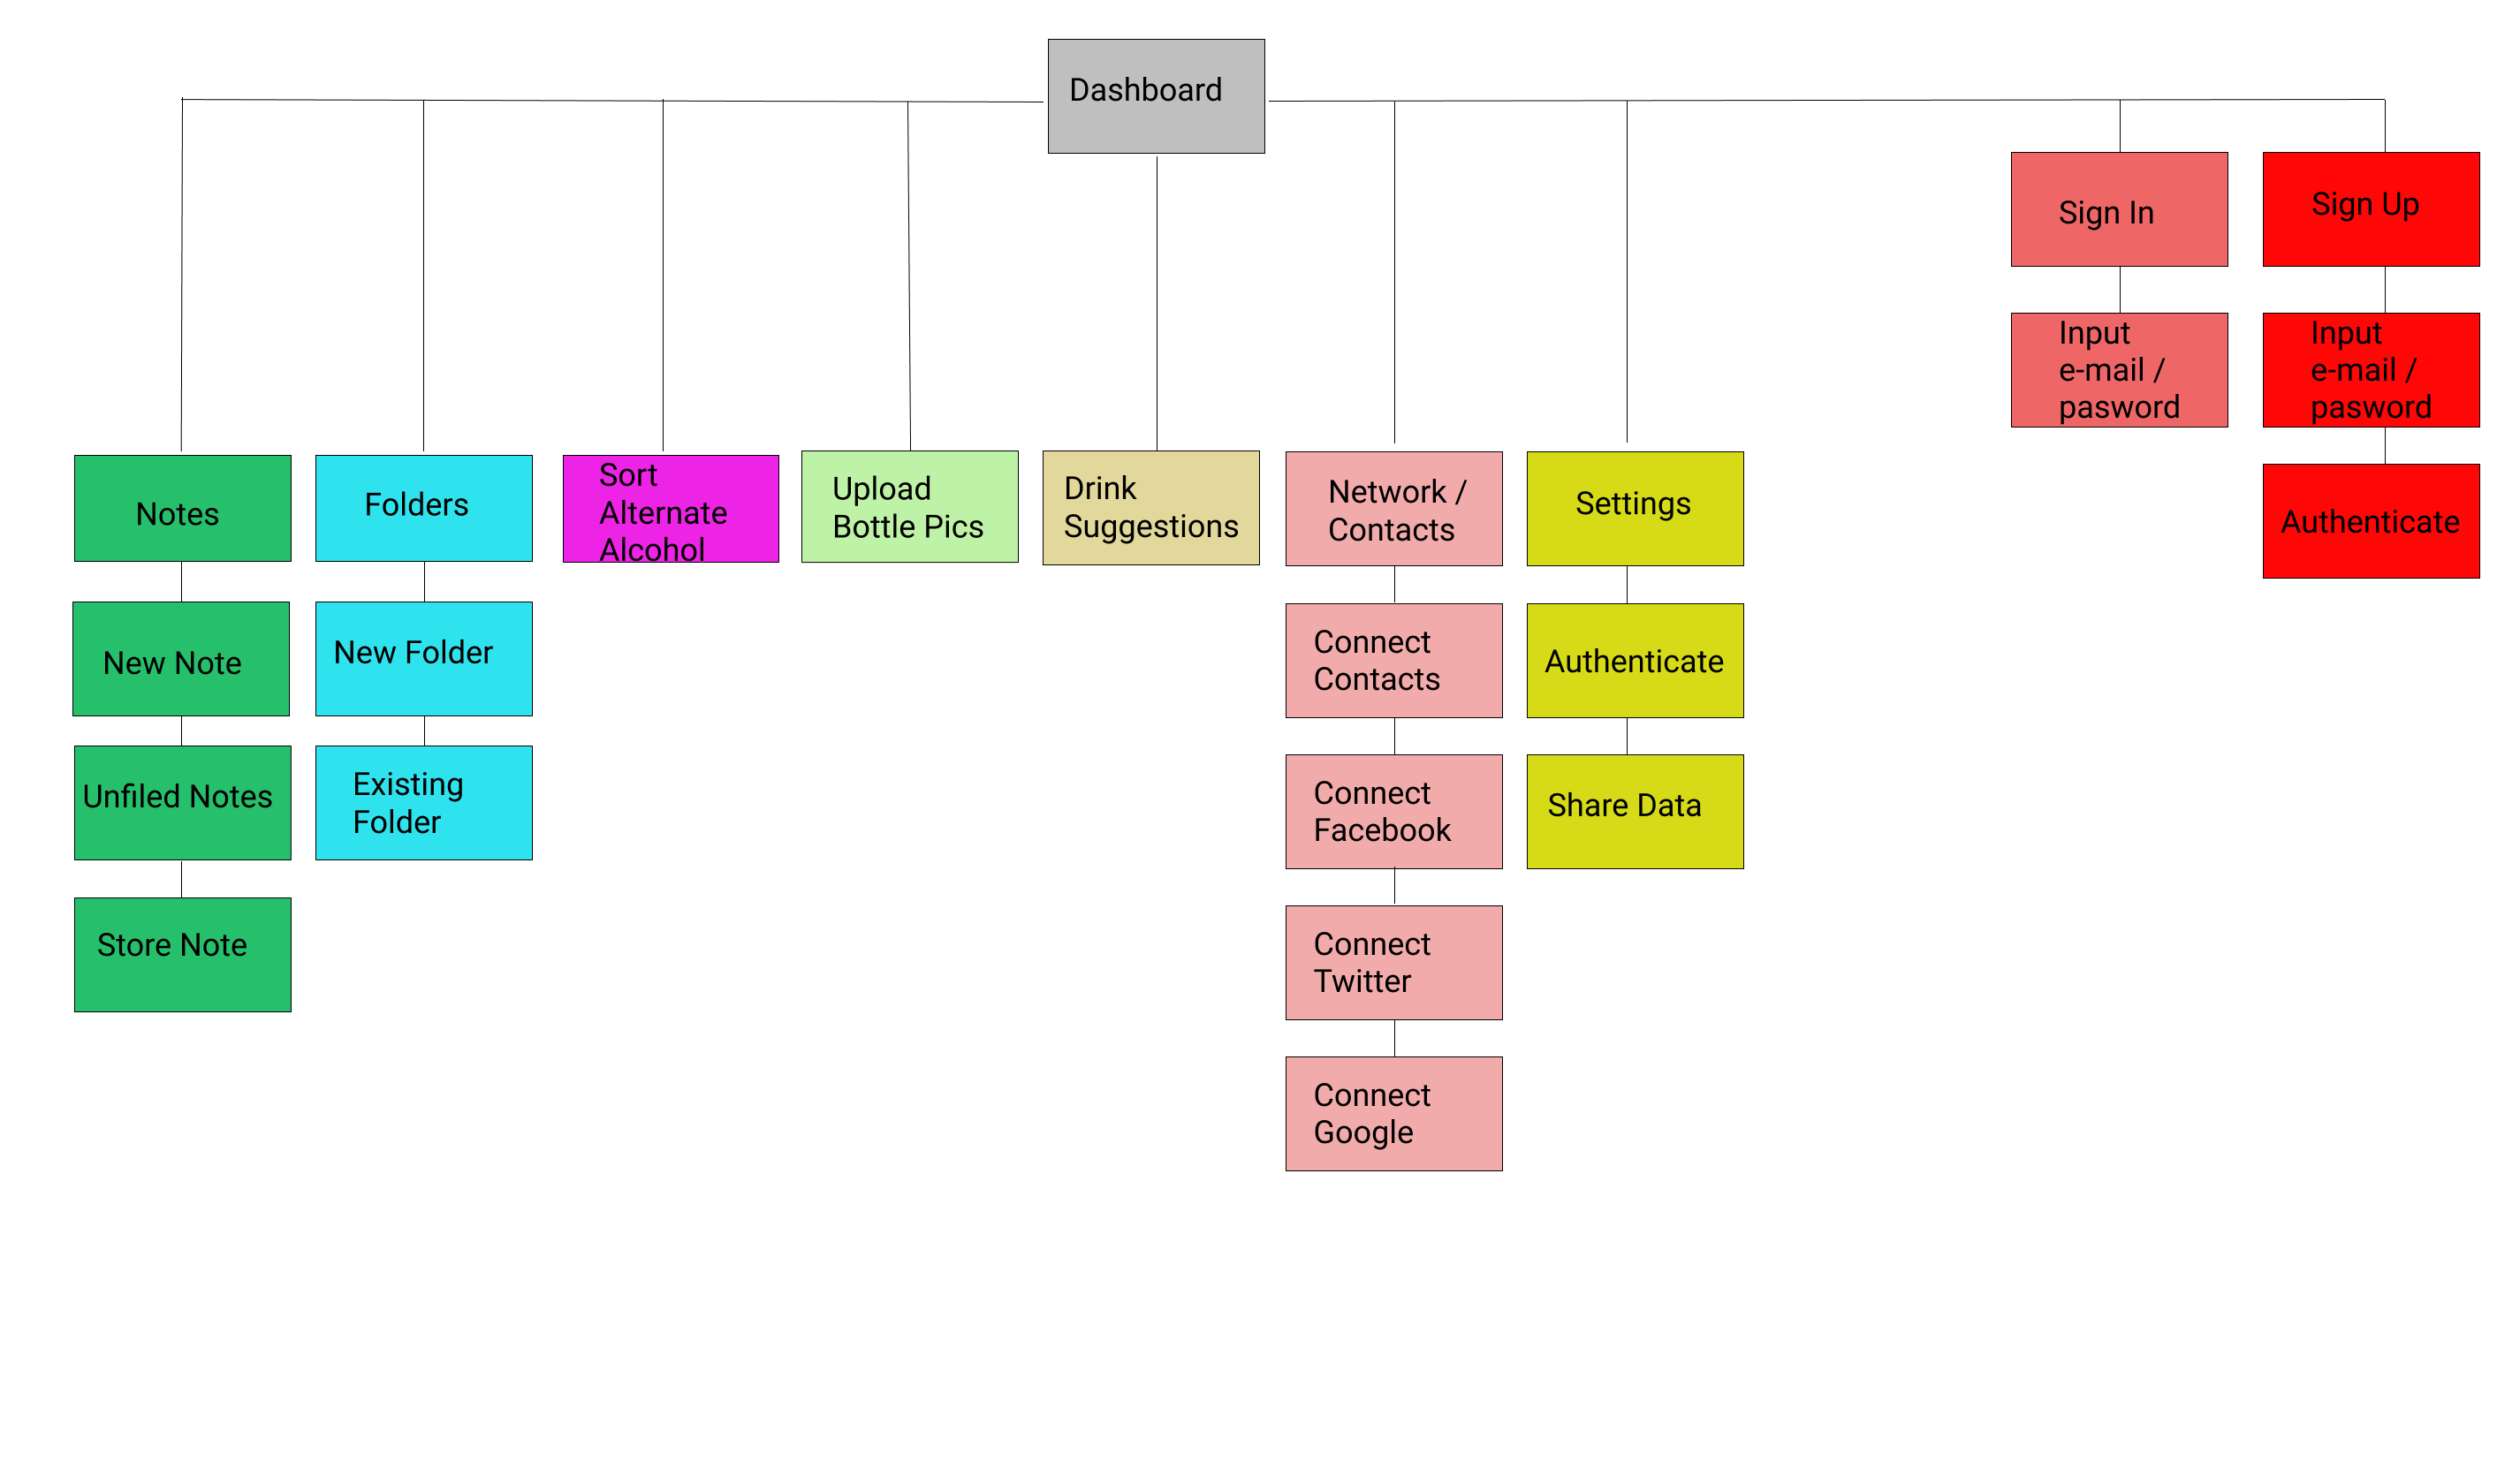 Dashboard
Sign In
Sign Up
Input
e-mail /
pasword
Input
e-mail /
pasword
Authenticate
Notes
Folders
Sort
Alternate
Alcohol
Upload
Bottle Pics
Drink
Suggestions
Network /
Contacts
Settings
New Note
New Folder
Connect
Contacts
Authenticate
Unfiled Notes
Existing
Folder
Connect
Facebook
Share Data
Store Note
Connect
Twitter
Connect
Google